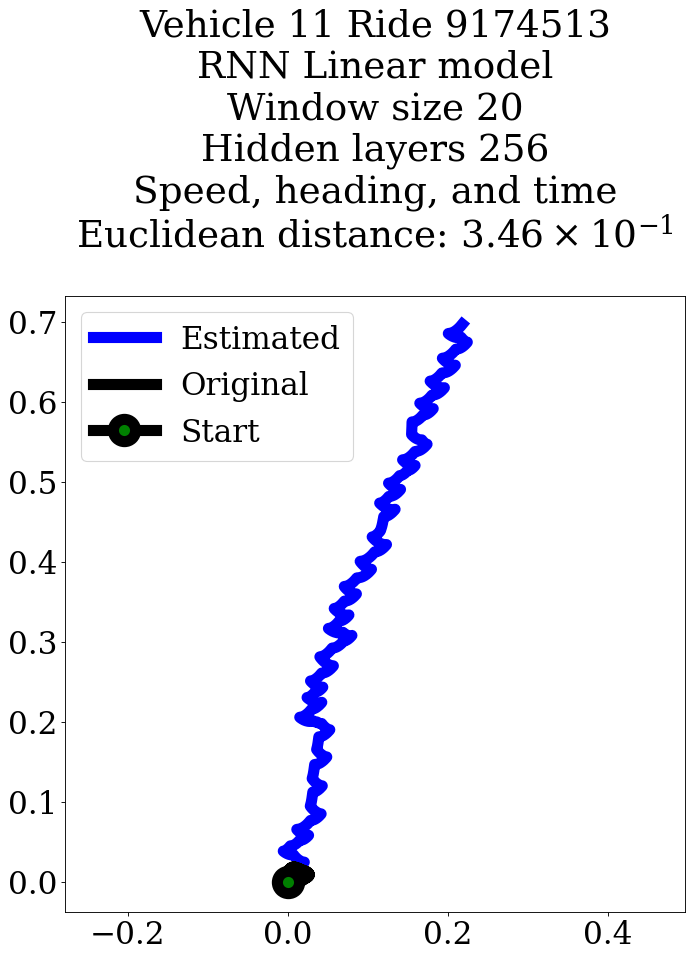 Vehicle 11 Ride 9174513
RNN Linear model
Window size 20
Hidden layers 256
Speed, heading, and time
Euclidean distance: 3.46 × 10⁻¹
Estimated
Original
Start
0.7
0.6
0.5
0.4
0.3
0.2
0.1
0.0
−0.2 0.0 0.2 0.4